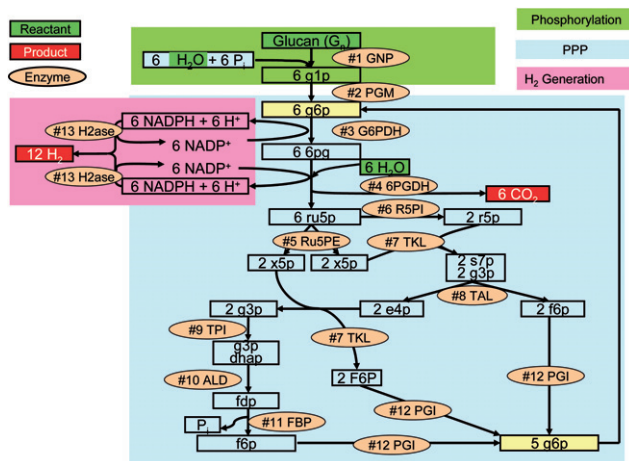 Reactant
Product
Enzyme
Phosphorylation
PPP
H2 Generation
Glucan (Gn)
6 H2O + 6 Pi
#1 GNP
6 g1p
#2 PGM
6 g6p
#3 G6PDH
6 NADPH + 6 H+
#13 H2ase
6 NADP+
12 H2
6 NADP+
#13 H2ase
6 NADPH + 6 H+
6 6pg
6 H2O
#4 6PGDH
6 CO2
#6 R5PI
6 ru5p
2 r5p
#5 Ru5PE
#7 TKL
2 x5p
2 x5p
2 s7p
2 g3p
#8 TAL
2 g3p
2 e4p
2 f6p
#9 TPI
#7 TKL
g3p
dhap
2 F6P
#12 PGI
#10 ALD
fdp
#12 PGI
Pi
#11 FBP
f6p
#12 PGI
5 g6p